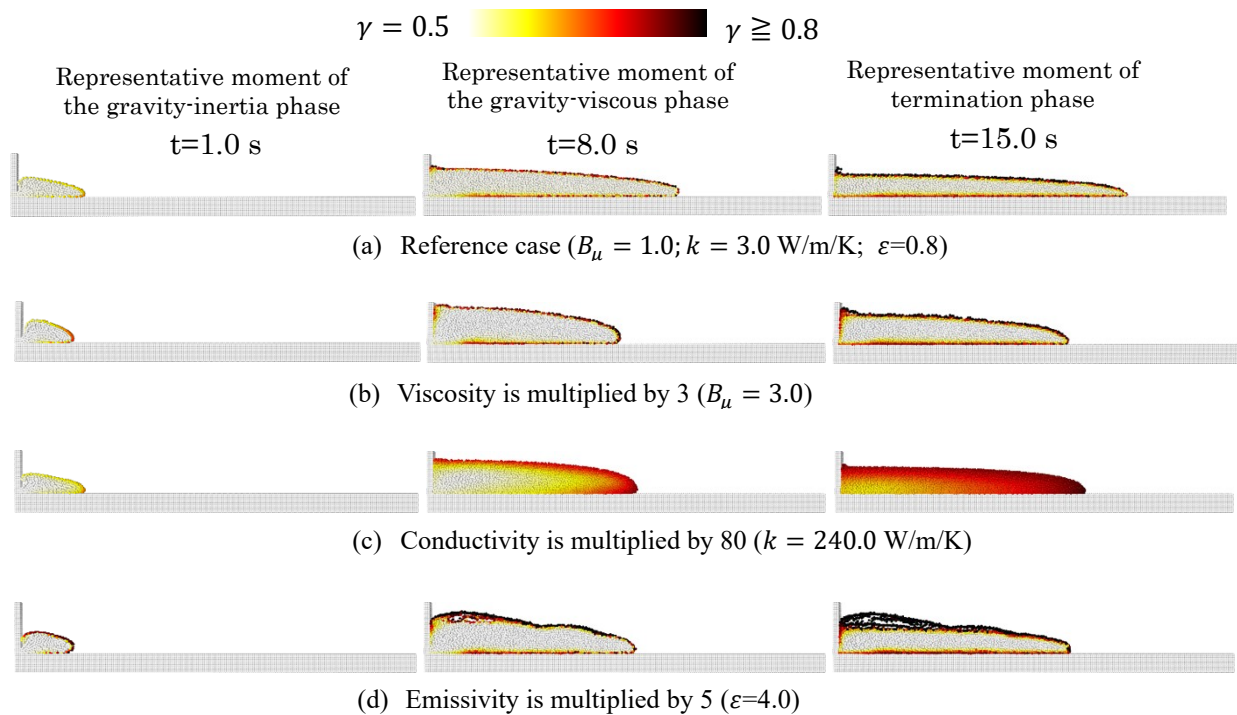 γ = 0.5 γ ≧ 0.8
Representative moment of
the gravity-inertia phase
t=1.0 s
Representative moment of
the gravity-viscous phase
t=8.0 s
Representative moment of
termination phase
t=15.0 s
(a) Reference case (Bμ = 1.0; k = 3.0 W/m/K; ε=0.8)
(b) Viscosity is multiplied by 3 (Bμ = 3.0)
(c) Conductivity is multiplied by 80 (k = 240.0 W/m/K)
(d) Emissivity is multiplied by 5 (ε=4.0)